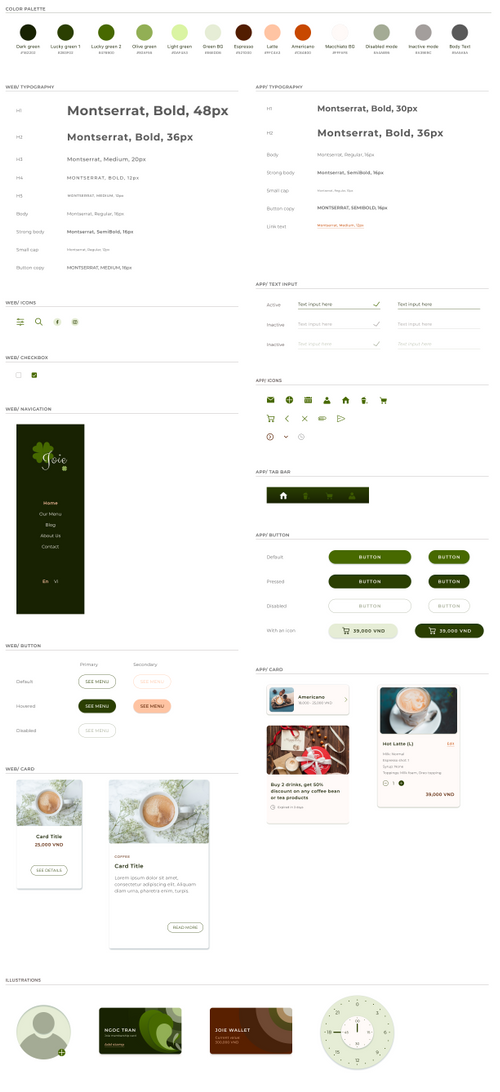 COLOR PALETTE
Dark green
Lucky green 1
Lucky green 2
Olive green
Light green
Green BG
Espresso
Latte
Americano
Macchiato BG
Disabled mode
Inactive mode
Body Text
WEB/ TYPOGRAPHY
H1
Montserrat, Bold, 48px
H2
Montserrat, Bold, 36px
H3
Montserrat, Medium, 20px
H4
MONTSERRAT, BOLD, 12px
H5
Body
Montserrat, Regular, 16px
Strong body
Montserrat, SemiBold, 16px
Small cap
Montserrat, Regular, 12px
Button copy
MONTSERRAT, MEDIUM, 16px
APP/ TYPOGRAPHY
H1
Montserrat, Bold, 30px
H2
Montserrat, Bold, 36px
Body
Montserrat, Regular, 16px
Strong body
Montserrat, SemiBold, 16px
Small cap
Button copy
MONTSERRAT, SEMIBOLD, 16px
Link text
Montserrat, Medium, 12px
APP/ TEXT INPUT
Active
Text input here
Text input here
Inactive
Text input here
Text input here
Inactive
Text input here
Text input here
WEB/ ICONS
WEB/ CHECKBOX
WEB/ NAVIGATION
Joie
Home
Our Menu
Blog
About Us
Contact
En
Vi
APP/ ICONS
APP/ TAB BAR
APP/ BUTTON
Default
BUTTON
BUTTON
Pressed
BUTTON
BUTTON
Disabled
BUTTON
BUTTON
With an icon
39,000 VND
39,000 VND
WEB/ BUTTON
Primary
Secondary
Default
SEE MENU
SEE MENU
Hovered
SEE MENU
SEE MENU
Disabled
SEE MENU
APP/ CARD
Americano
Buy 2 drinks, get 50%
discount on any coffee bean
or tea products
Hot Latte (L)
Edit
1
39,000 VND
WEB/ CARD
Card Title
25,000 VND
SEE DETAILS
COFFEE
Card Title
Lorem ipsum dolor sit amet,
consectetur adipiscing elit. Aliquam
diam urna, pharetra enim, turpis.
READ MORE
ILLUSTRATIONS
NGOC TRAN
JOIE WALLET